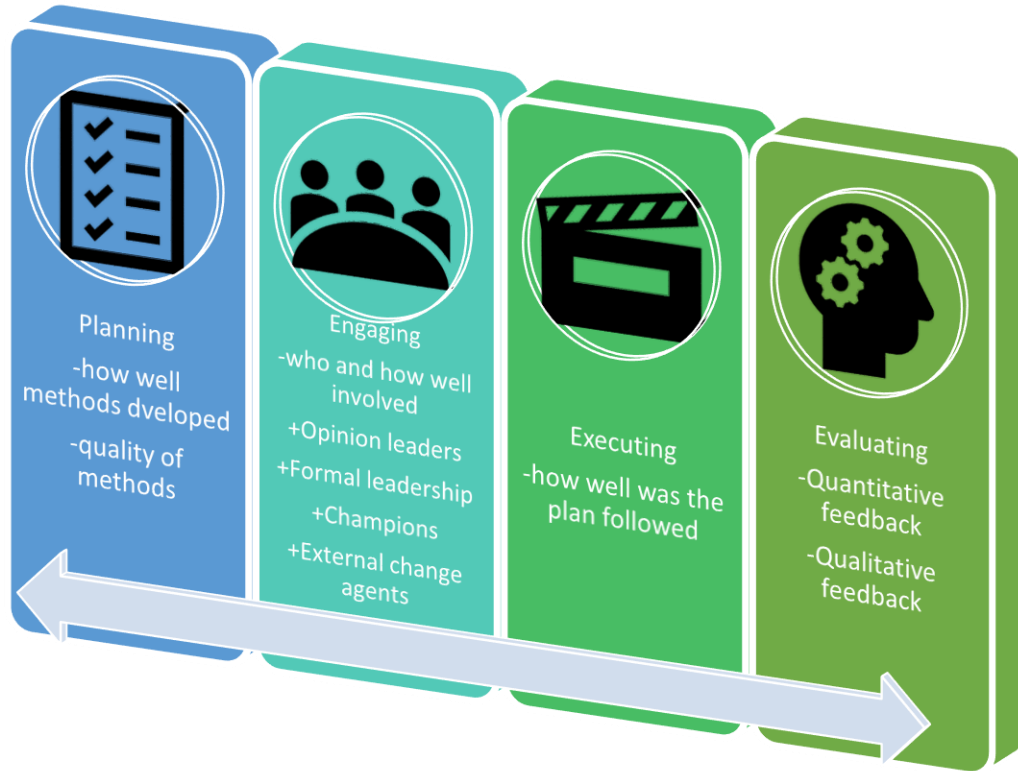 Planning
-how well
methods dveloped
-quality of
methods
Engaging
-who and how well
involved
+Opinion leaders
+Formal leadership
+Champions
+External change
agents
Executing
-how well was the
plan followed
Evaluating
-Quantitative
feedback
-Qualitative
feedback